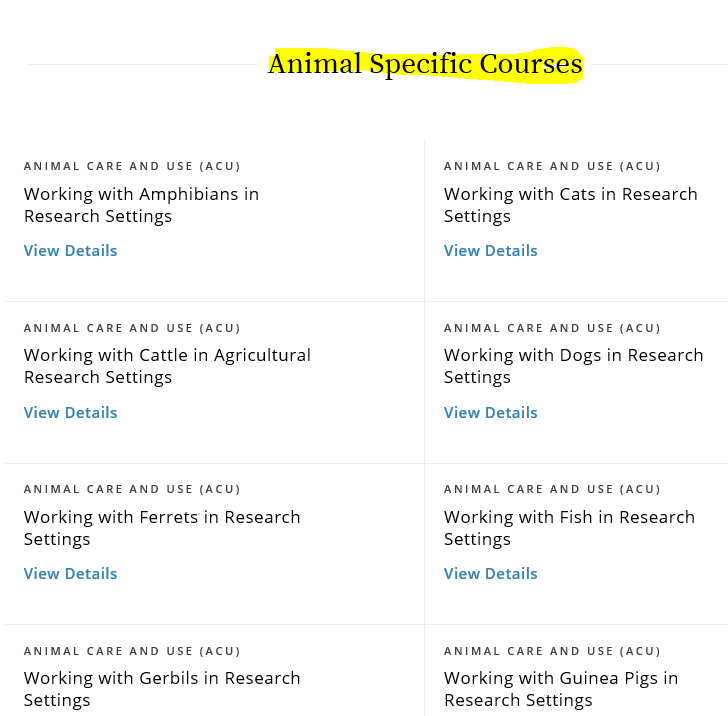 Animal Specific Courses
ANIMAL CARE AND USE (ACU)
Working with Amphibians in
Research Settings
View Details
ANIMAL CARE AND USE (ACU)
Working with Cats in Research
Settings
View Details
ANIMAL CARE AND USE (ACU)
Working with Cattle in Agricultural
Research Settings
View Details
ANIMAL CARE AND USE (ACU)
Working with Dogs in Research
Settings
View Details
ANIMAL CARE AND USE (ACU)
Working with Ferrets in Research
Settings
View Details
ANIMAL CARE AND USE (ACU)
Working with Fish in Research
Settings
View Details
ANIMAL CARE AND USE (ACU)
Working with Gerbils in Research
Settings
ANIMAL CARE AND USE (ACU)
Working with Guinea Pigs in
Research Settings